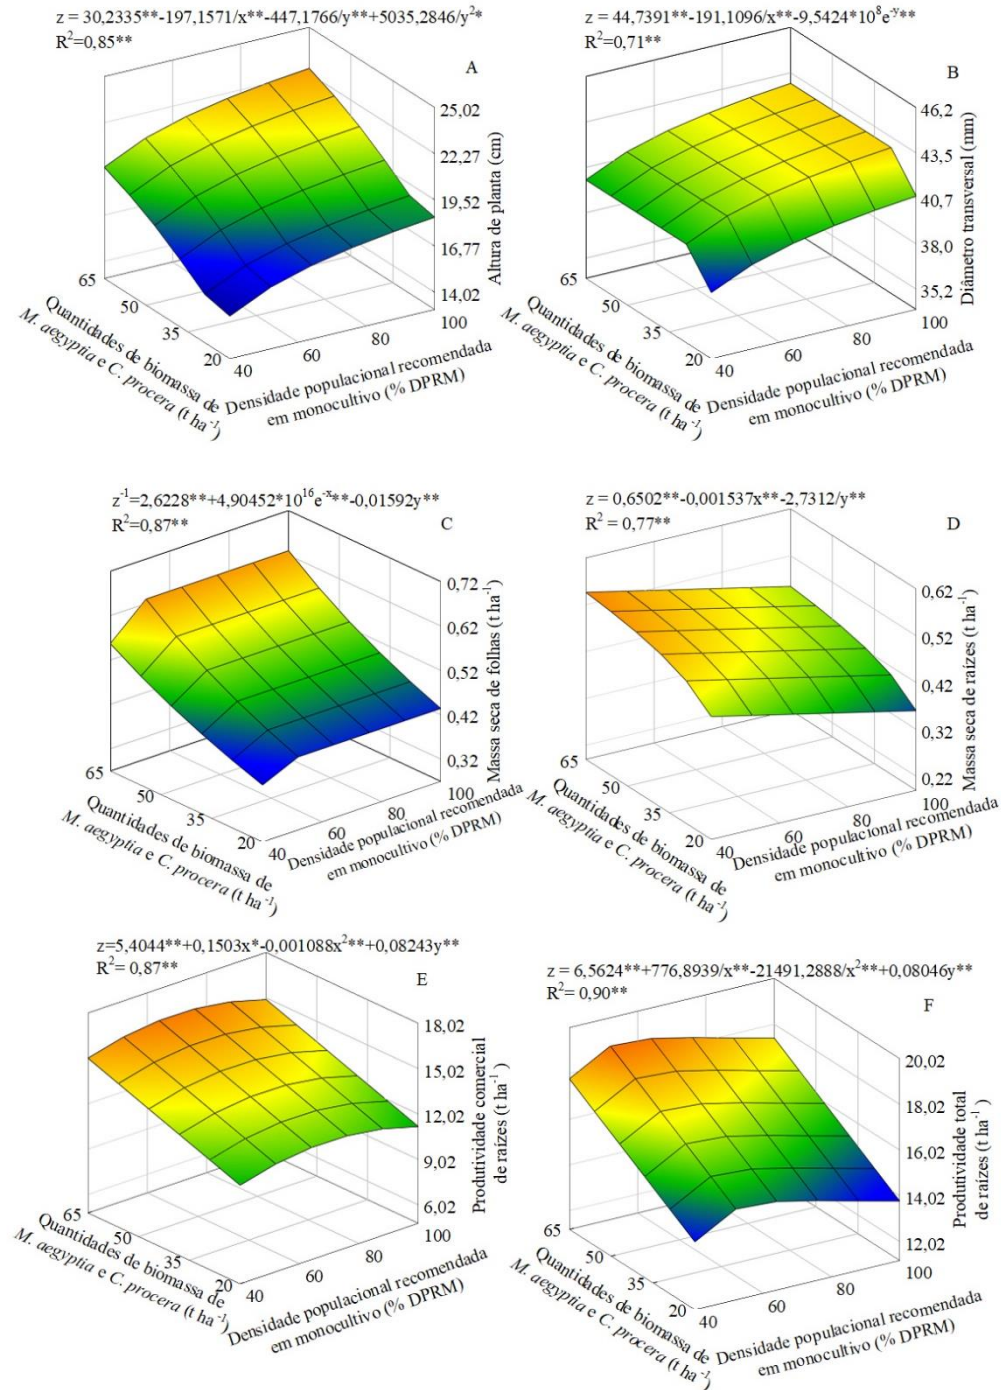 z = 30,2335**-197,1571/x**-447,1766/y**+5035,2846/y²*
R²=0,85**
A
25,02
22,27
19,52
16,77
14,02
Altura de planta (cm)
65
50
35
20
40
60
80
100
Quantidades de biomassa de
M. aegyptia e C. procera (t ha⁻¹)
Densidade populacional recomendada
em monocultivo (% DPRM)
z = 44,7391**-191,1096/x**-9,5424*10⁸e⁻ʸ**
R²=0,71**
B
46,2
43,5
40,7
38,0
35,2
Diâmetro transversal (mm)
65
50
35
20
40
60
80
100
Quantidades de biomassa de
M. aegyptia e C. procera (t ha⁻¹)
Densidade populacional recomendada
em monocultivo (% DPRM)
z⁻¹=2,6228**+4,90452*10¹⁶e⁻ˣ**-0,01592y**
R²=0,87**
C
0,72
0,62
0,52
0,42
0,32
Massa seca de folhas (t ha⁻¹)
65
50
35
20
40
60
80
100
Quantidades de biomassa de
M. aegyptia e C. procera (t ha⁻¹)
Densidade populacional recomendada
em monocultivo (% DPRM)
z = 0,6502**-0,001537x**-2,7312/y**
R² = 0,77**
D
0,62
0,52
0,42
0,32
0,22
Massa seca de raízes (t ha⁻¹)
65
50
35
20
40
60
80
100
Quantidades de biomassa de
M. aegyptia e C. procera (t ha⁻¹)
Densidade populacional recomendada
em monocultivo (% DPRM)
z=5,4044**+0,1503x*-0,001088x²**+0,08243y**
R²= 0,87**
E
18,02
15,02
12,02
9,02
6,02
Produtividade comercial
de raízes (t ha⁻¹)
65
50
35
20
40
60
80
100
Quantidades de biomassa de
M. aegyptia e C. procera (t ha⁻¹)
Densidade populacional recomendada
em monocultivo (% DPRM)
z = 6,5624**+776,8939/x**-21491,2888/x²**+0,08046y**
R²= 0,90**
F
20,02
18,02
16,02
14,02
12,02
Produtividade total
de raízes (t ha⁻¹)
65
50
35
20
40
60
80
100
Quantidades de biomassa de
M. aegyptia e C. procera (t ha⁻¹)
Densidade populacional recomendada
em monocultivo (% DPRM)